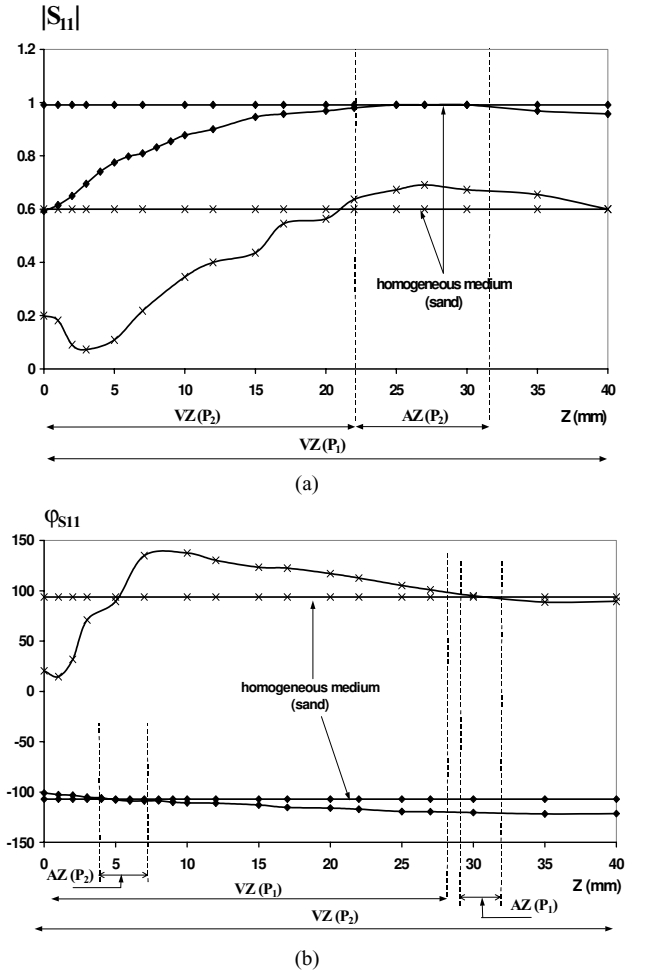 |S11|
1.2
1
0.8
0.6
0.4
0.2
0
homogeneous medium
(sand)
0 5 10 15 20 25 30 35 40
VZ (P2) AZ (P2) Z (mm)
VZ (P1)
(a)
φS11
150
100
50
0
-50
-100
-150
homogeneous medium
(sand)
0 5 10 15 20 25 30 35 40
AZ (P2) VZ (P1) AZ (P1) Z (mm)
VZ (P2)
(b)